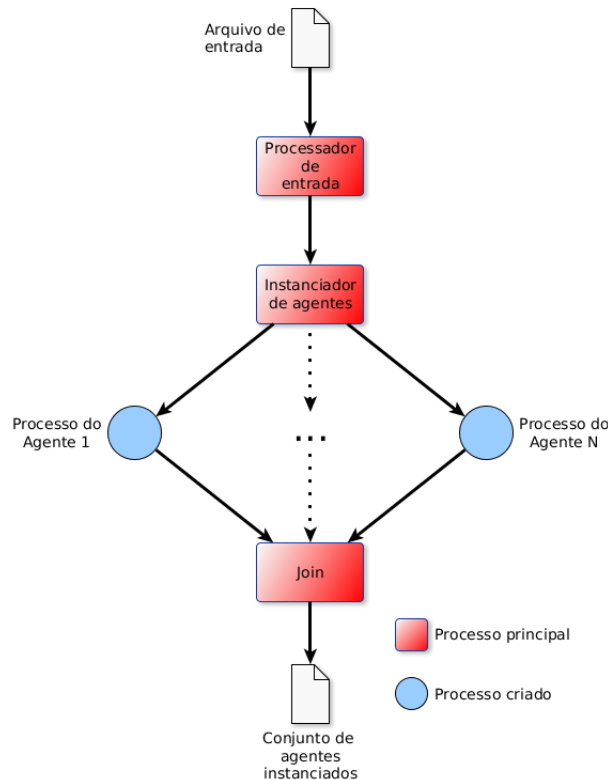 Arquivo de
entrada
Processador
de
entrada
Instanciador
de agentes
Processo do
Agente 1
...
Processo do
Agente N
Join
Processo principal
Processo criado
Conjunto de
agentes
instanciados